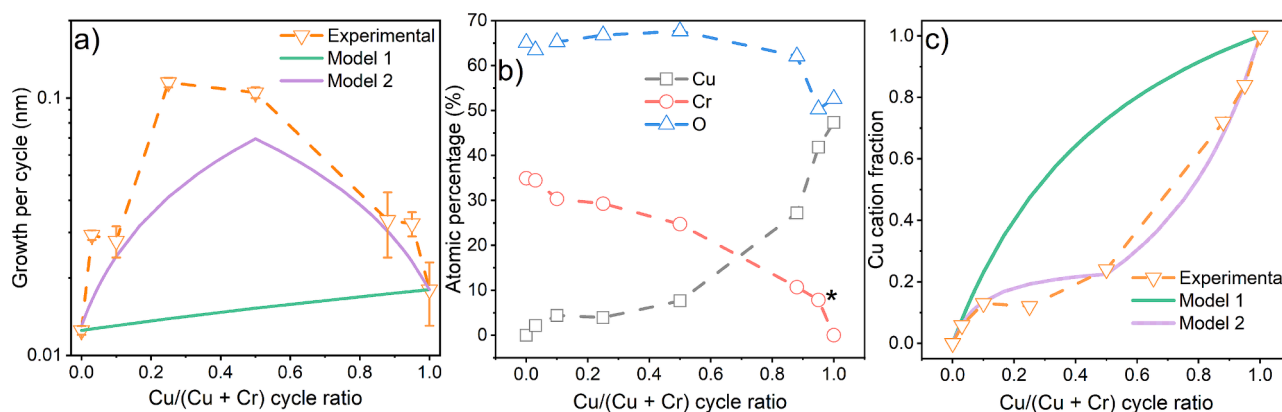 a)
Experimental
Model 1
Model 2
0.1
0.01
Growth per cycle (nm)
0.0 0.2 0.4 0.6 0.8 1.0
Cu/(Cu + Cr) cycle ratio
b)
Cu
Cr
O
*
70
60
50
40
30
20
10
0
Atomic percentage (%)
0.0 0.2 0.4 0.6 0.8 1.0
Cu/(Cu + Cr) cycle ratio
c)
1.0
0.8
0.6
0.4
0.2
0.0
Cu cation fraction
Experimental
Model 1
Model 2
0.0 0.2 0.4 0.6 0.8 1.0
Cu/(Cu + Cr) cycle ratio